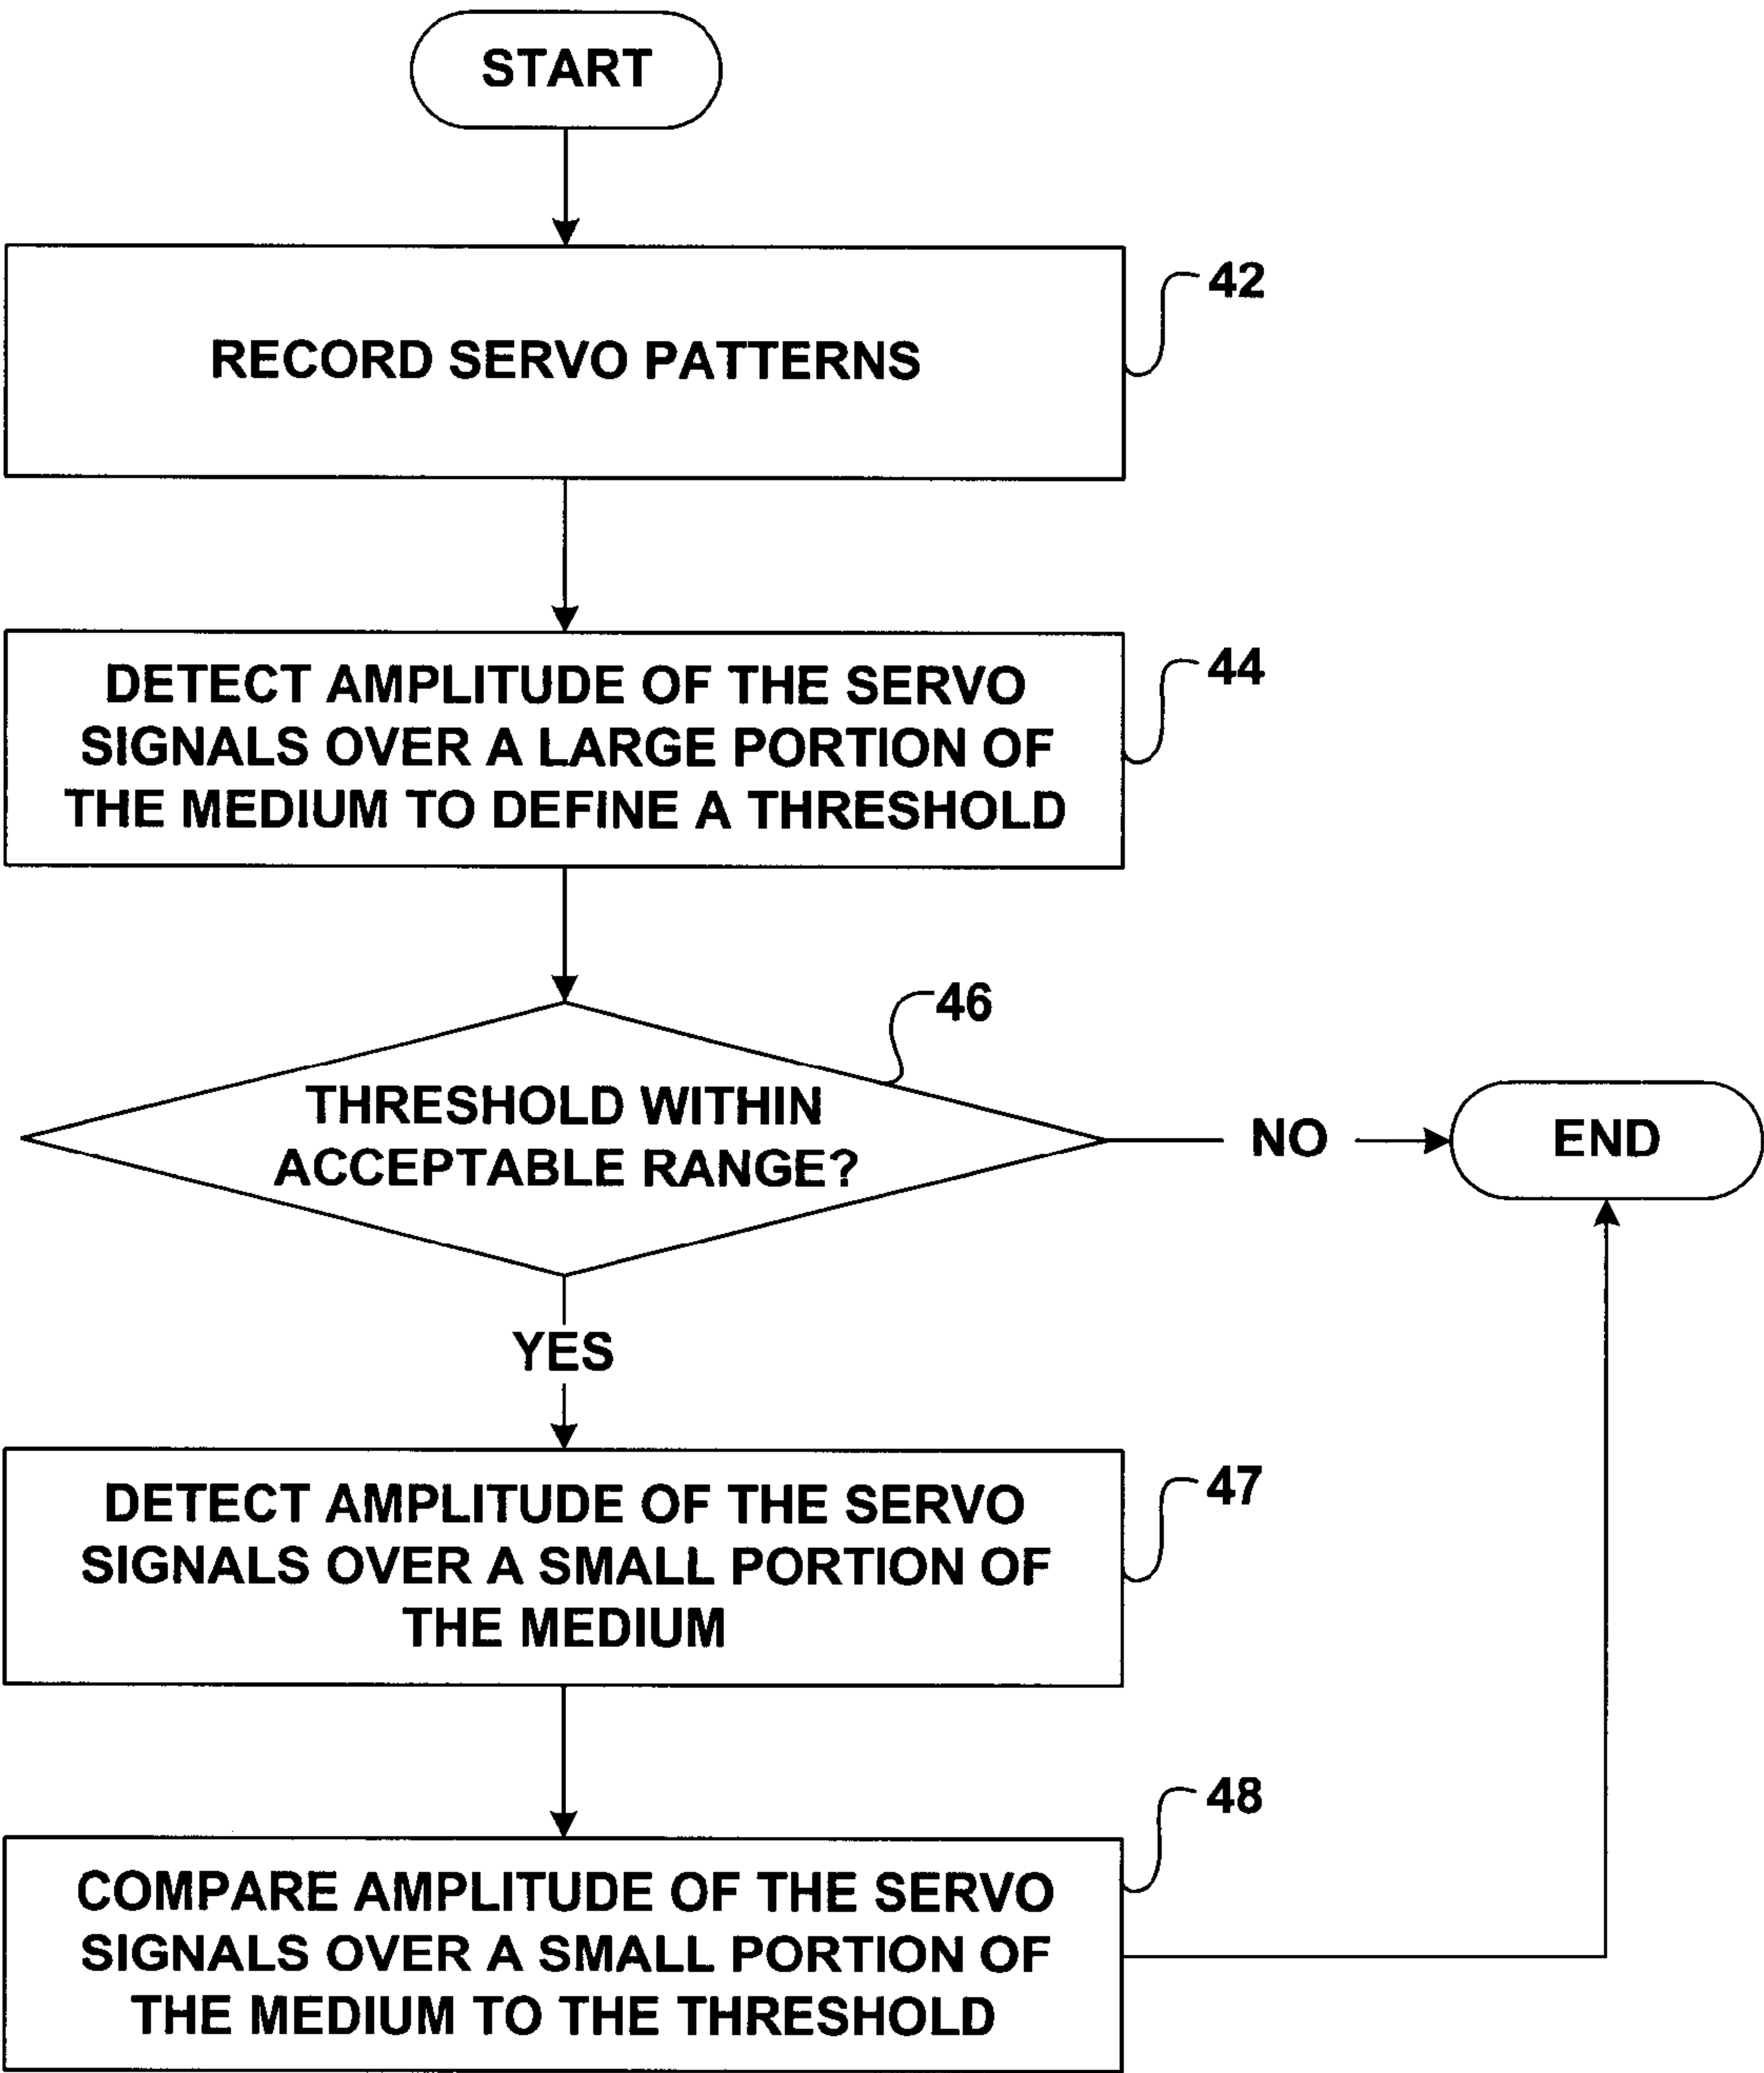 START
RECORD SERVO PATTERNS
42
DETECT AMPLITUDE OF THE SERVO
SIGNALS OVER A LARGE PORTION OF
THE MEDIUM TO DEFINE A THRESHOLD
44
46
THRESHOLD WITHIN
ACCEPTABLE RANGE?
NO
END
YES
DETECT AMPLITUDE OF THE SERVO
SIGNALS OVER A SMALL PORTION OF
THE MEDIUM
47
COMPARE AMPLITUDE OF THE SERVO
SIGNALS OVER A SMALL PORTION OF
THE MEDIUM TO THE THRESHOLD
48